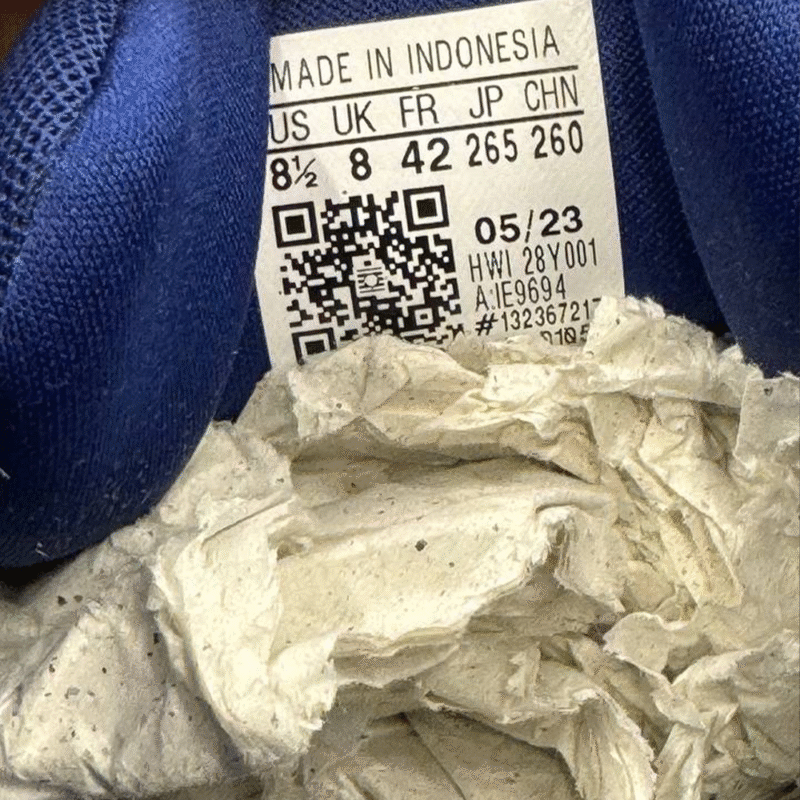 MADE IN INDONESIA
US UK FR JP CHN
8½ 8 42 265 260
05/23
HWI 28Y001
A:IE9694
#132367217